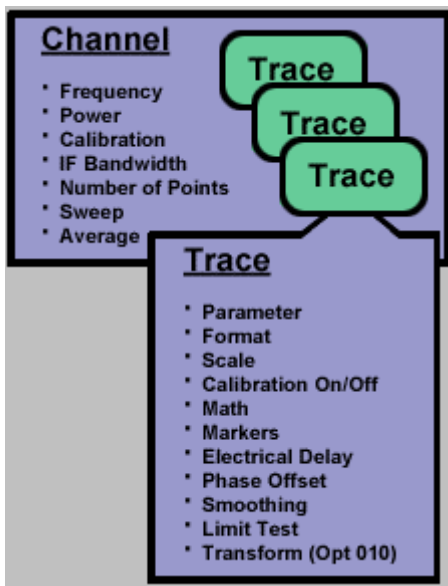 Channel
• Frequency
• Power
• Calibration
• IF Bandwidth
• Number of Points
• Sweep
• Average
Trace
Trace
Trace
Trace
• Parameter
• Format
• Scale
• Calibration On/Off
• Math
• Markers
• Electrical Delay
• Phase Offset
• Smoothing
• Limit Test
• Transform (Opt 010)